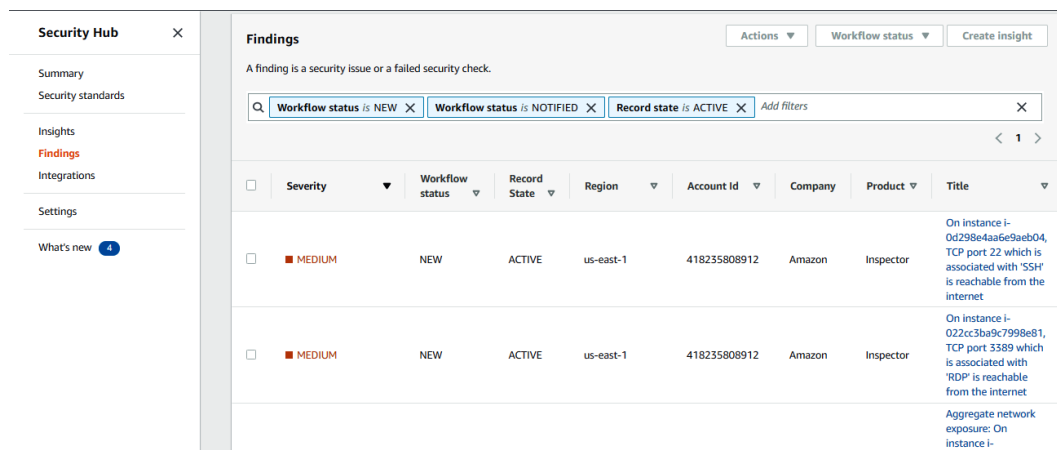 Security Hub
Summary
Security standards
Insights
Findings
Integrations
Settings
What's new 4
Findings
Actions
Workflow status
Create insight
A finding is a security issue or a failed security check.
Workflow status is NEW
Workflow status is NOTIFIED
Record state is ACTIVE
Add filters
1
Severity
Workflow status
Record State
Region
Account Id
Company
Product
Title
MEDIUM
NEW
ACTIVE
us-east-1
418235808912
Amazon
Inspector
On instance i-
0d298e4aa6e9aeb04,
TCP port 22 which is
associated with 'SSH'
is reachable from the
internet
MEDIUM
NEW
ACTIVE
us-east-1
418235808912
Amazon
Inspector
On instance i-
022cc3ba9c7998e81,
TCP port 3389 which
is associated with
'RDP' is reachable
from the internet
Aggregate network
exposure: On
instance i-